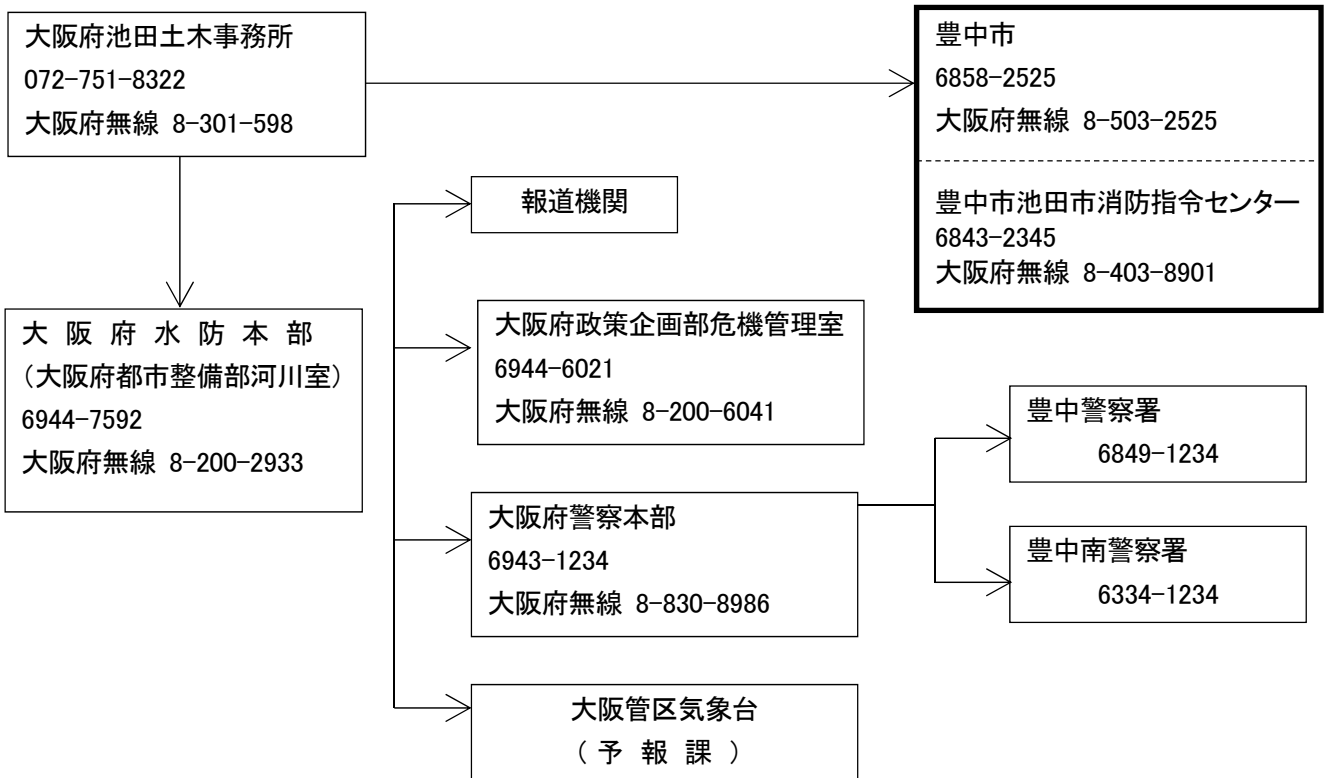 大阪府池田土木事務所
072-751-8322
大阪府無線 8-301-598
豊中市
6858-2525
大阪府無線 8-503-2525
豊中市池田市消防指令センター
6843-2345
大阪府無線 8-403-8901
報道機関
大阪府水防本部
（大阪府都市整備部河川室）
6944-7592
大阪府無線 8-200-2933
大阪府政策企画部危機管理室
6944-6021
大阪府無線 8-200-6041
大阪府警察本部
6943-1234
大阪府無線 8-830-8986
豊中警察署
6849-1234
豊中南警察署
6334-1234
大阪管区気象台
（予報課）